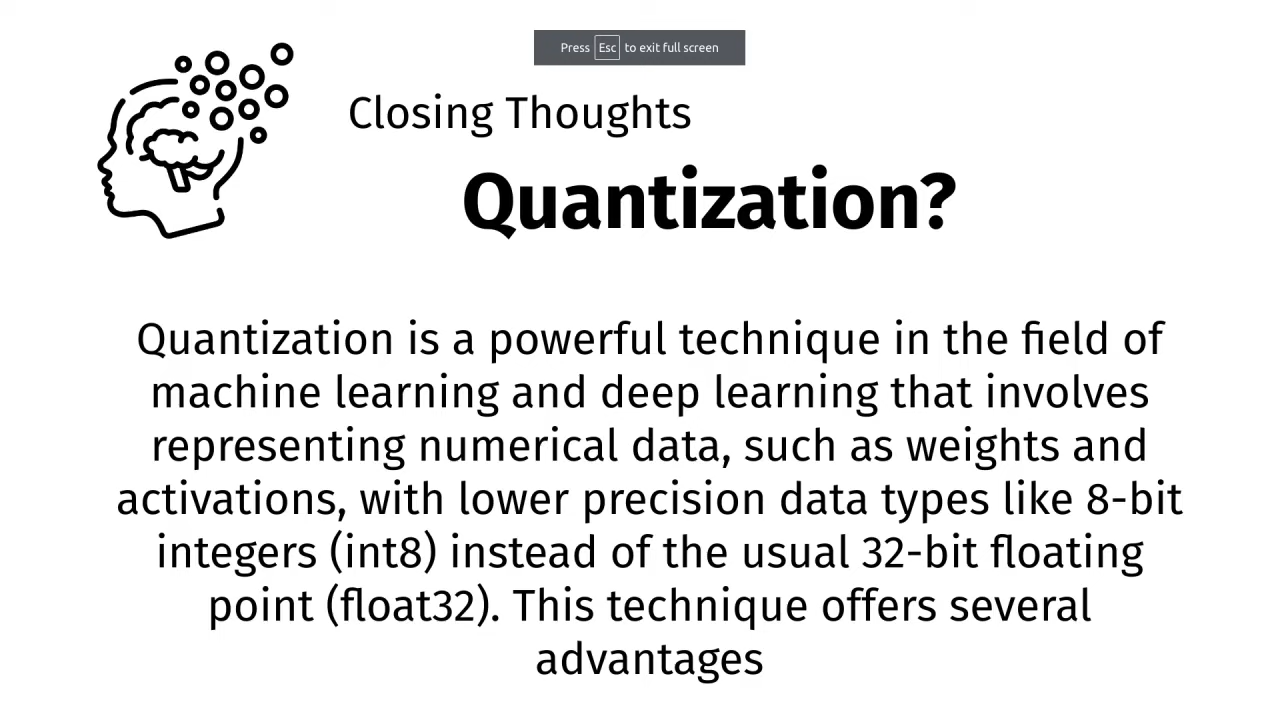 Press Esc to exit full screen
Closing Thoughts
Quantization?
Quantization is a powerful technique in the field of
machine learning and deep learning that involves
representing numerical data, such as weights and
activations, with lower precision data types like 8-bit
integers (int8) instead of the usual 32-bit floating
point (float32). This technique offers several
advantages